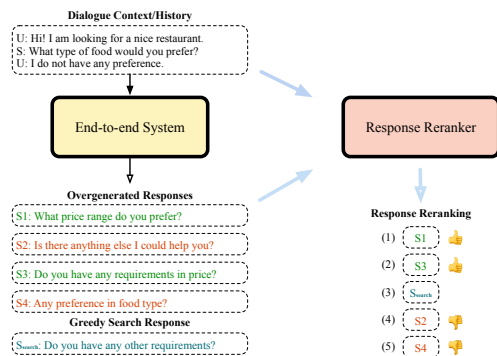 Dialogue Context/History
U: Hi! I am looking for a nice restaurant.
S: What type of food would you prefer?
U: I do not have any preference.
End-to-end System
Response Reranker
Overgenerated Responses
S1: What price range do you prefer?
S2: Is there anything else I could help you?
S3: Do you have any requirements in price?
S4: Any preference in food type?
Greedy Search Response
Ssearch: Do you have any other requirements?
Response Reranking
(1) S1
(2) S3
(3) Ssearch
(4) S2
(5) S4